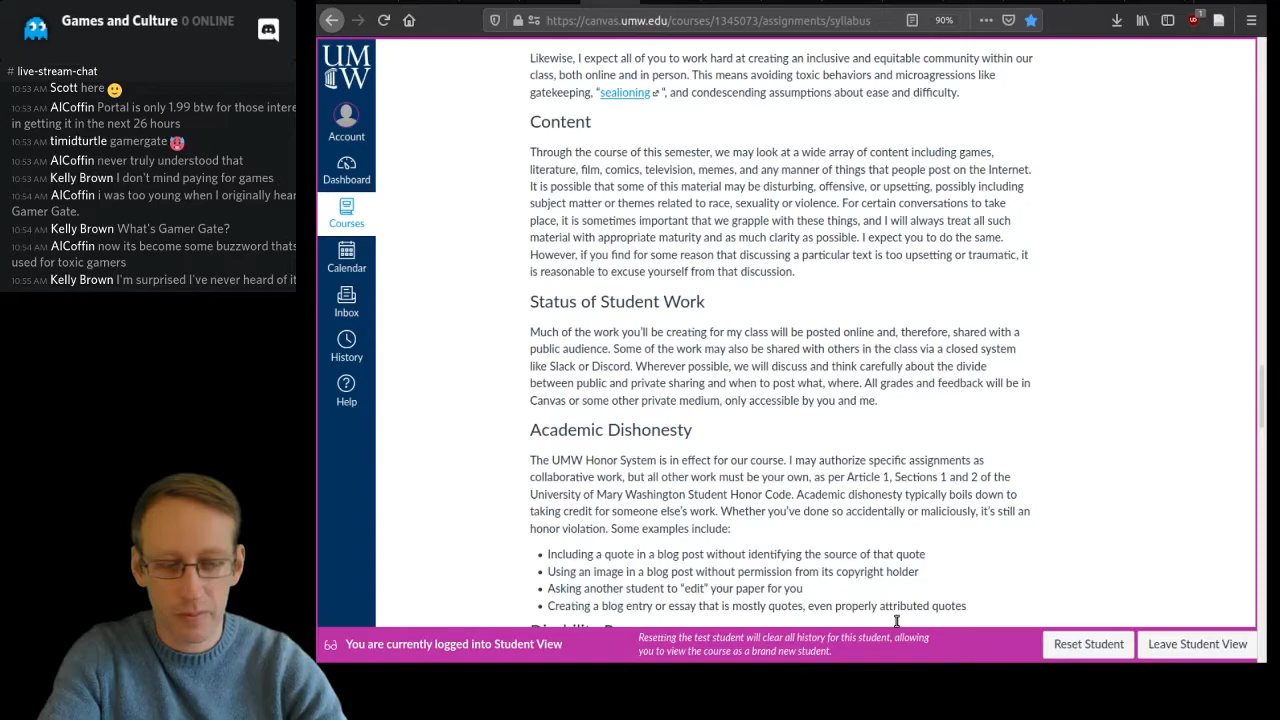 Games and Culture 0 ONLINE
# live-stream-chat
10:53 AM Scott here
10:53 AM AlCoffin Portal is only 1.99 btw for those intere
in getting it in the next 26 hours
10:53 AM timidturtle gamergate
10:53 AM AlCoffin never truly understood that
10:53 AM Kelly Brown I don't mind paying for games
10:54 AM AlCoffin i was too young when I originally hear
Gamer Gate.
10:54 AM Kelly Brown What's Gamer Gate?
10:54 AM AlCoffin now its become some buzzword thats
used for toxic gamers
10:55 AM Kelly Brown I'm surprised I've never heard of it
https://canvas.umw.edu/courses/1345073/assignments/syllabus
90%
1
UMW
Account
Dashboard
Courses
Calendar
Inbox
History
Help
Likewise, I expect all of you to work hard at creating an inclusive and equitable community within our
class, both online and in person. This means avoiding toxic behaviors and microagressions like
gatekeeping, “sealioning “, and condescending assumptions about ease and difficulty.
Content
Through the course of this semester, we may look at a wide array of content including games,
literature, film, comics, television, memes, and any manner of things that people post on the Internet.
It is possible that some of this material may be disturbing, offensive, or upsetting, possibly including
subject matter or themes related to race, sexuality or violence. For certain conversations to take
place, it is sometimes important that we grapple with these things, and I will always treat all such
material with appropriate maturity and as much clarity as possible. I expect you to do the same.
However, if you find for some reason that discussing a particular text is too upsetting or traumatic, it
is reasonable to excuse yourself from that discussion.
Status of Student Work
Much of the work you’ll be creating for my class will be posted online and, therefore, shared with a
public audience. Some of the work may also be shared with others in the class via a closed system
like Slack or Discord. Wherever possible, we will discuss and think carefully about the divide
between public and private sharing and when to post what, where. All grades and feedback will be in
Canvas or some other private medium, only accessible by you and me.
Academic Dishonesty
The UMW Honor System is in effect for our course. I may authorize specific assignments as
collaborative work, but all other work must be your own, as per Article 1, Sections 1 and 2 of the
University of Mary Washington Student Honor Code. Academic dishonesty typically boils down to
taking credit for someone else’s work. Whether you’ve done so accidentally or maliciously, it’s still an
honor violation. Some examples include:
• Including a quote in a blog post without identifying the source of that quote
• Using an image in a blog post without permission from its copyright holder
• Asking another student to “edit” your paper for you
• Creating a blog entry or essay that is mostly quotes, even properly attributed quotes
You are currently logged into Student View
Resetting the test student will clear all history for this student, allowing
you to view the course as a brand new student.
Reset Student
Leave Student View